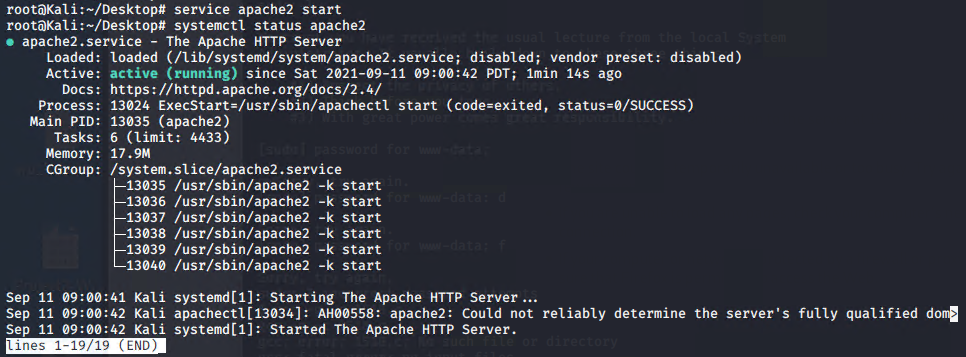 root@Kali:~/Desktop# service apache2 start
root@Kali:~/Desktop# systemctl status apache2
● apache2.service - The Apache HTTP Server
Loaded: loaded (/lib/systemd/system/apache2.service; disabled; vendor preset: disabled)
Active: active (running) since Sat 2021-09-11 09:00:42 PDT; 1min 14s ago
Docs: https://httpd.apache.org/docs/2.4/
Process: 13024 ExecStart=/usr/sbin/apachectl start (code=exited, status=0/SUCCESS)
Main PID: 13035 (apache2)
Tasks: 6 (limit: 4433)
Memory: 17.9M
CGroup: /system.slice/apache2.service
├─13035 /usr/sbin/apache2 -k start
├─13036 /usr/sbin/apache2 -k start
├─13037 /usr/sbin/apache2 -k start
├─13038 /usr/sbin/apache2 -k start
├─13039 /usr/sbin/apache2 -k start
└─13040 /usr/sbin/apache2 -k start
Sep 11 09:00:41 Kali systemd[1]: Starting The Apache HTTP Server...
Sep 11 09:00:42 Kali apachectl[13034]: AH00558: apache2: Could not reliably determine the server's fully qualified dom>
Sep 11 09:00:42 Kali systemd[1]: Started The Apache HTTP Server.
lines 1-19/19 (END)